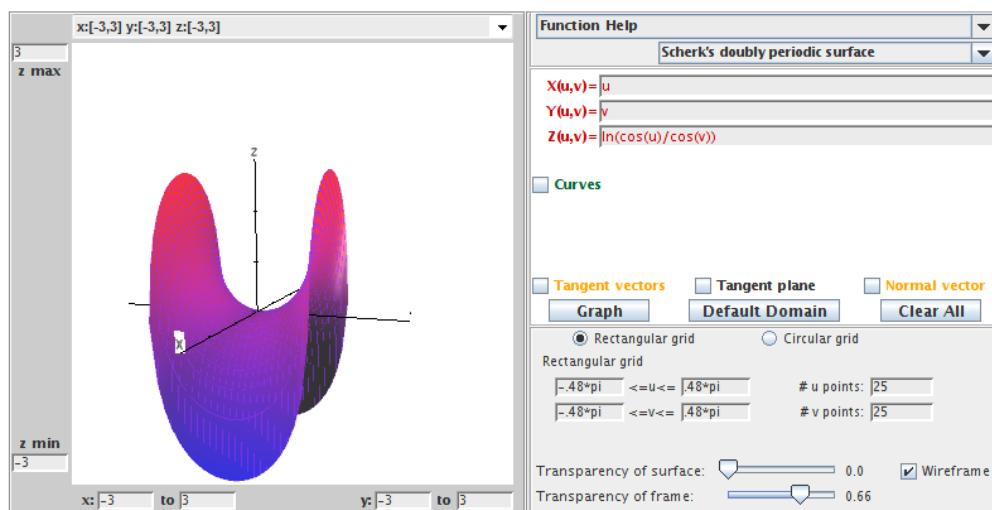 x:[-3,3] y:[-3,3] z:[-3,3]
3
z max
z
x
z min
-3
x: -3 to 3 y: -3 to 3
Function Help
Scherk's doubly periodic surface
X(u,v)= u
Y(u,v)= v
Z(u,v)= ln(cos(u)/cos(v))
Curves
Tangent vectors Tangent plane Normal vector
Graph Default Domain Clear All
Rectangular grid Circular grid
Rectangular grid
-.48*pi <=u<= .48*pi # u points: 25
-.48*pi <=v<= .48*pi # v points: 25
Transparency of surface: 0.0 Wireframe
Transparency of frame: 0.66